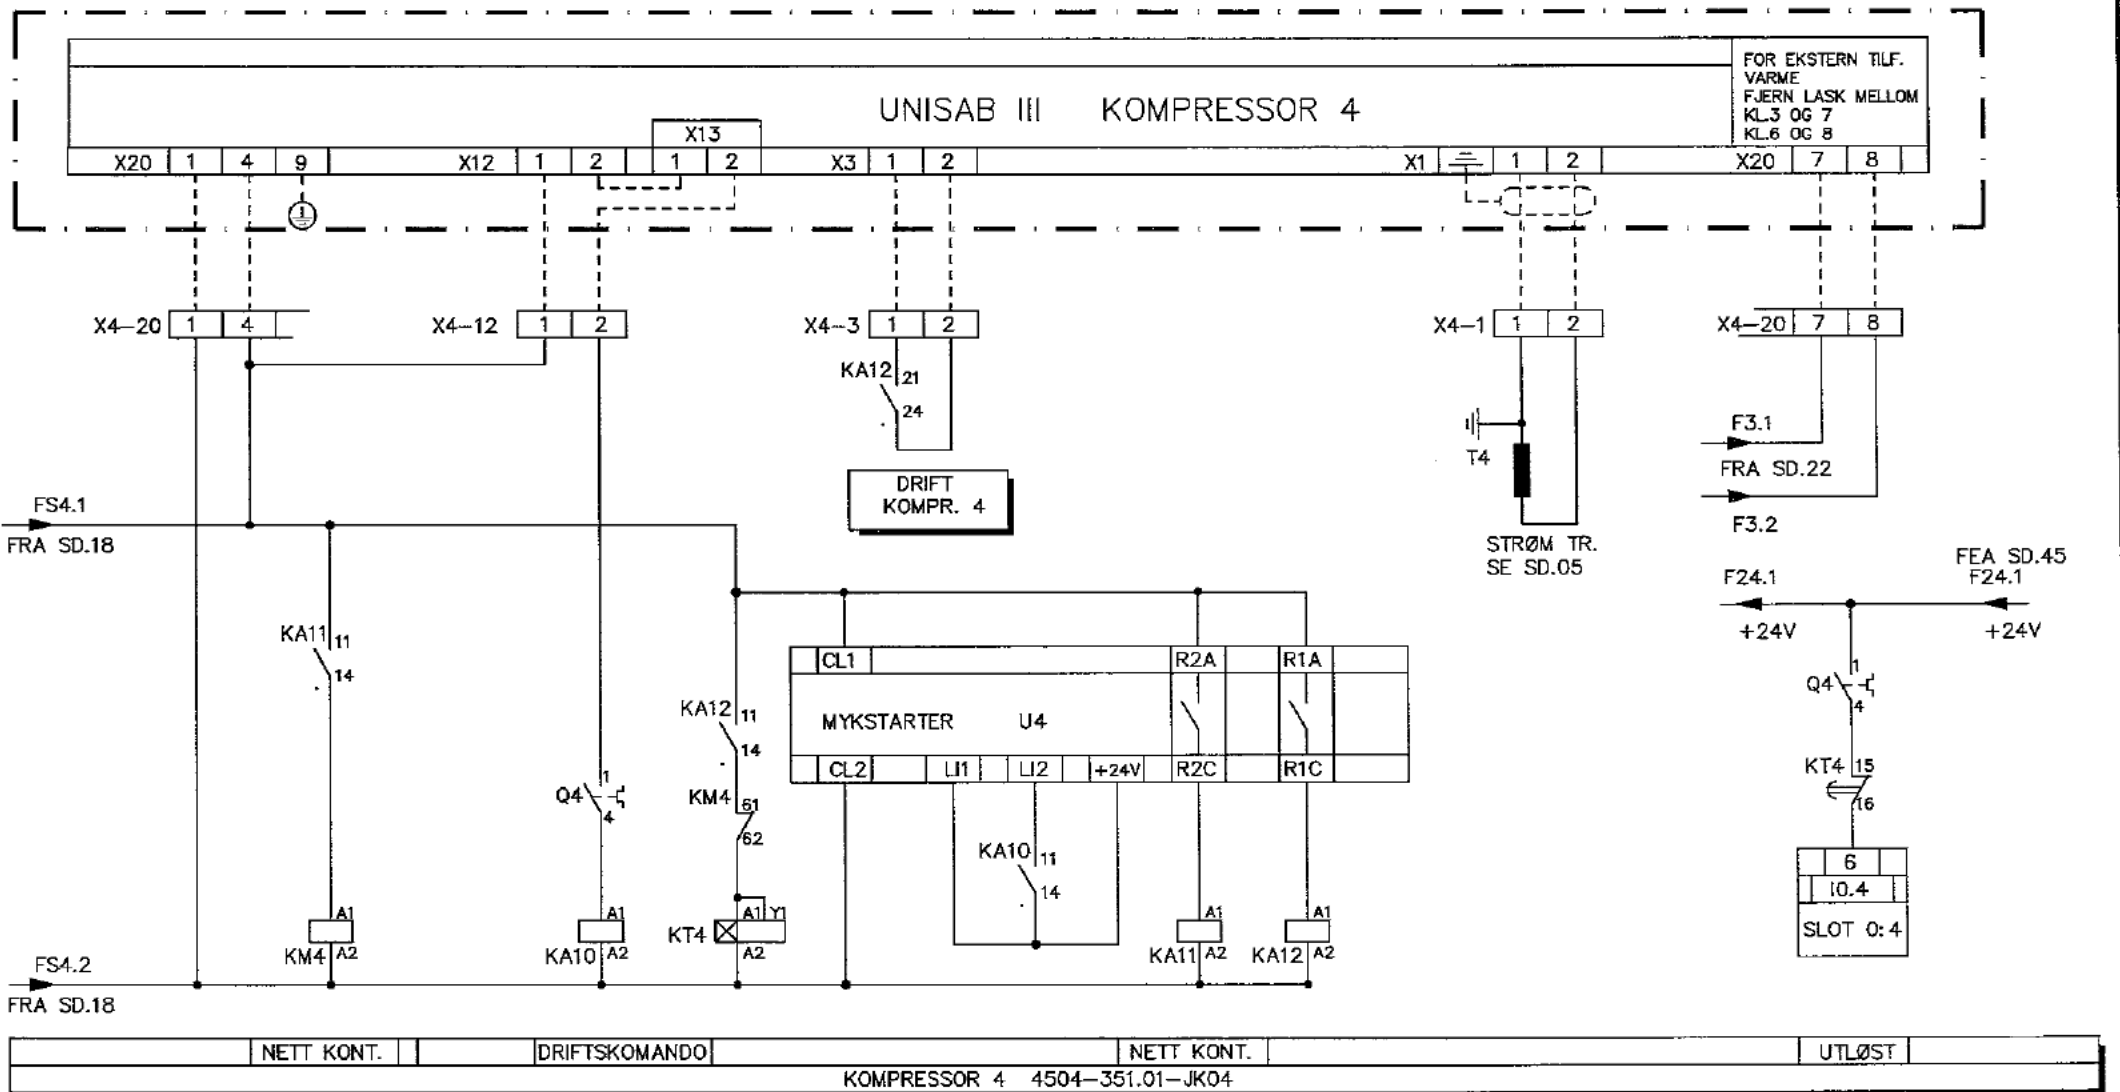 FOR EKSTERN TILF.
VARME
FJERN LASK MELLOM
KL.3 OG 7
KL.6 OG 8
UNISAB III KOMPRESSOR 4
X13
X20 1 4 9 X12 1 2 1 2 X3 1 2 X1 1 2 X20 7 8
X4-20 1 4 X4-12 1 2 X4-3 1 2 X4-1 1 2 X4-20 7 8
KA12 21
24
F3.1
T4
FRA SD.22
DRIFT
KOMPR. 4
FS4.1
F3.2
FRA SD.18
STRØM TR.
SE SD.05
FEA SD.45
F24.1 F24.1
+24V +24V
KA11 11
14
CL1 R2A R1A
1
Q4
4
KA12 11
14
MYKSTARTER U4
CL2 LI1 LI2 +24V R2C R1C
KT4 15
16
1
Q4
4
KM4 61
62
KA10 11
14
6
I0.4
SLOT 0:4
A1 A1 A1 Y1 A1 A1
KT4
KM4 A2 KA10 A2 A2 KA11 A2 KA12 A2
FS4.2
FRA SD.18
NETT KONT. DRIFTSKOMANDO NETT KONT. UTLØST
KOMPRESSOR 4 4504-351.01-JK04